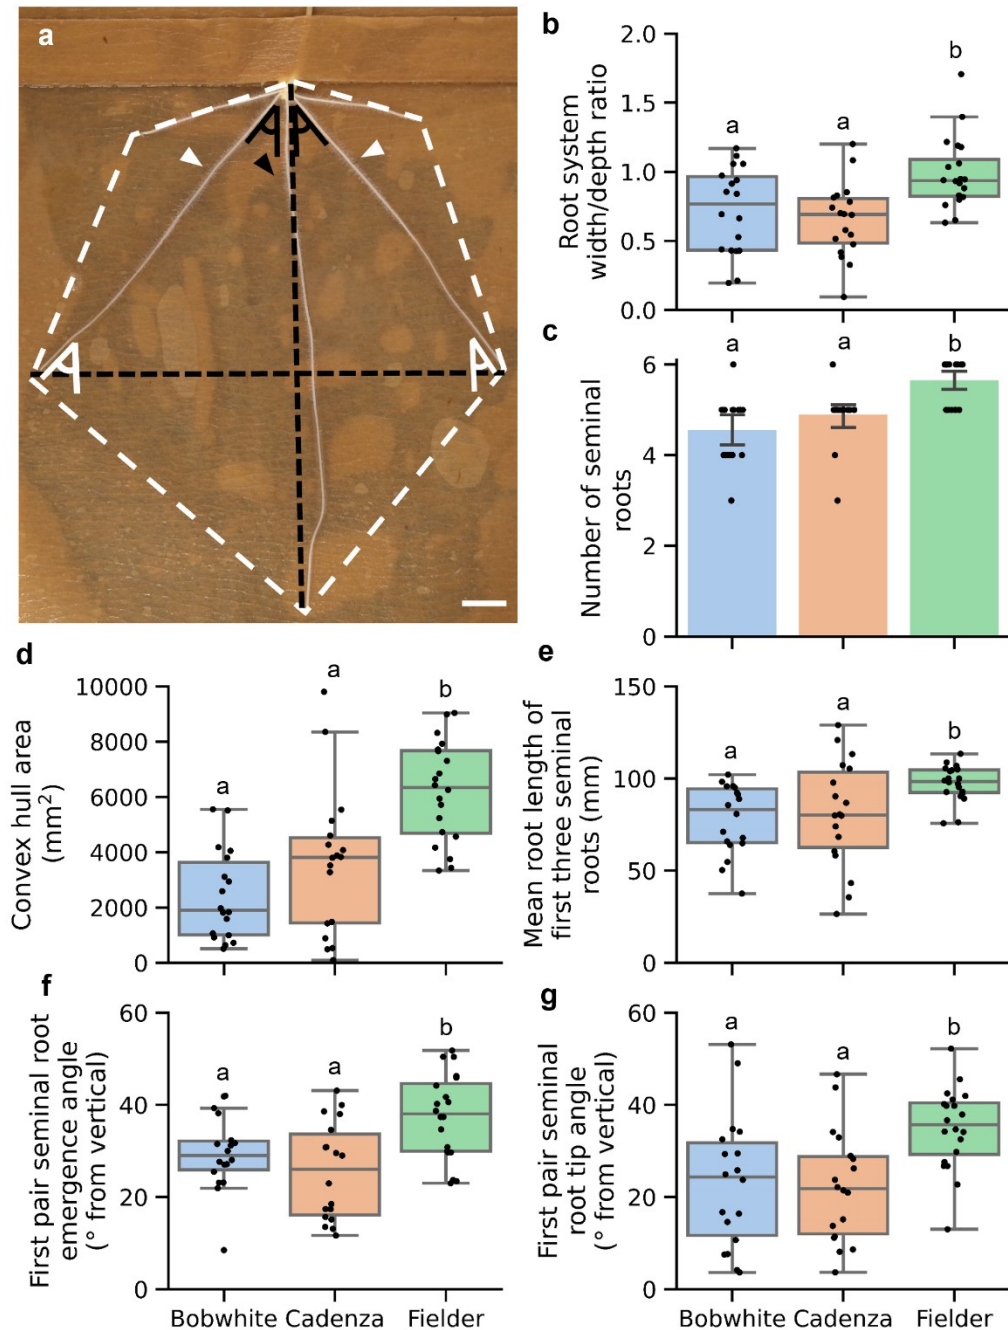 a
b
Root system
width/depth ratio
2.0
1.5
1.0
0.5
0.0
a
a
b
c
Number of seminal
roots
6
4
2
0
a
a
b
d
Convex hull area
(mm²)
10000
8000
6000
4000
2000
0
a
a
b
e
Mean root length of
first three seminal
roots (mm)
150
100
50
0
a
a
b
f
First pair seminal root
emergence angle
(° from vertical)
60
40
20
0
a
a
b
Bobwhite Cadenza Fielder
g
First pair seminal
root tip angle
(° from vertical)
60
40
20
0
a
a
b
Bobwhite Cadenza Fielder